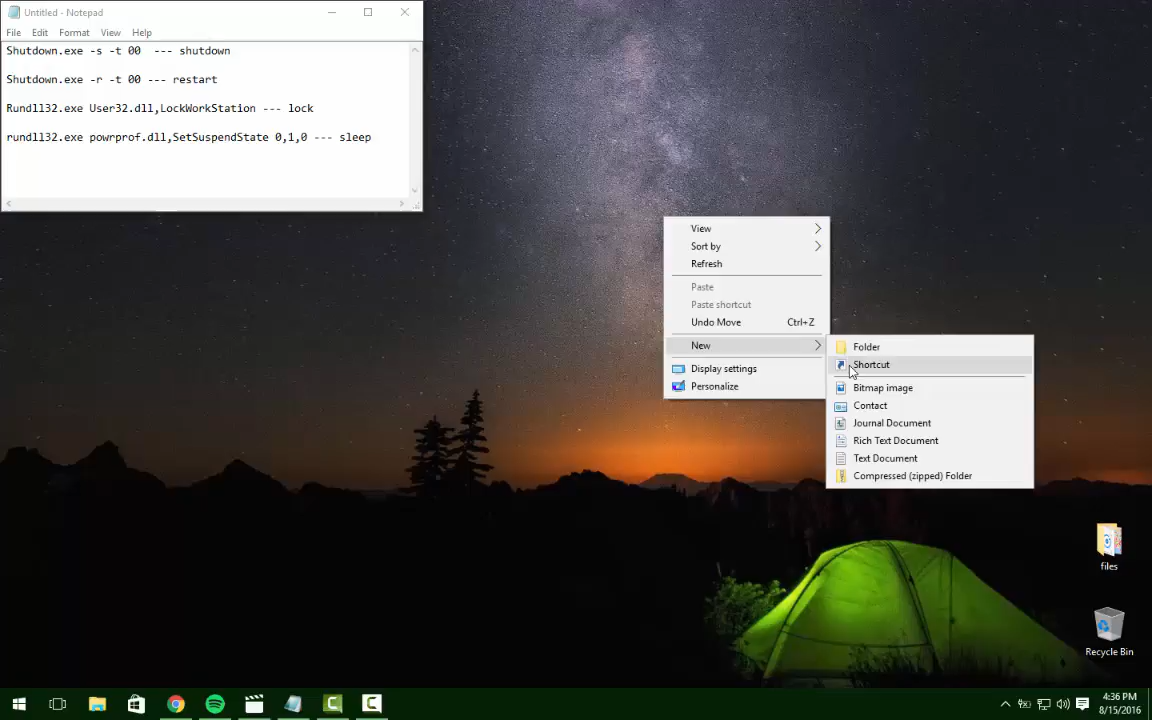 Untitled - Notepad
File Edit Format View Help
Shutdown.exe -s -t 00 --- shutdown
Shutdown.exe -r -t 00 --- restart
Rundll32.exe User32.dll,LockWorkStation --- lock
rundll32.exe powrprof.dll,SetSuspendState 0,1,0 --- sleep
View
Sort by
Refresh
Paste
Paste shortcut
Undo Move Ctrl+Z
New
Display settings
Personalize
Folder
Shortcut
Bitmap image
Contact
Journal Document
Rich Text Document
Text Document
Compressed (zipped) Folder
files
Recycle Bin
4:36 PM
8/15/2016